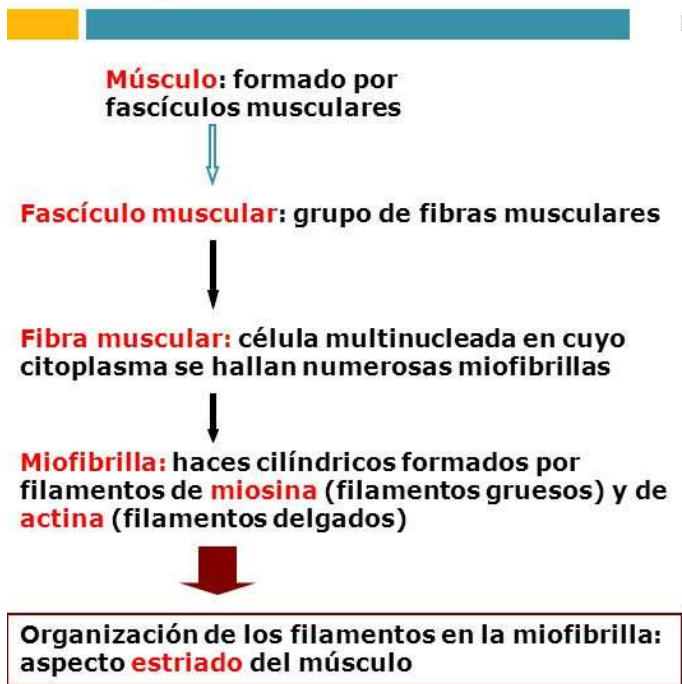 Músculo: formado por
fascículos musculares
Fascículo muscular: grupo de fibras musculares
Fibra muscular: célula multinucleada en cuyo
citoplasma se hallan numerosas miofibrillas
Miofibrilla: haces cilíndricos formados por
filamentos de miosina (filamentos gruesos) y de
actina (filamentos delgados)
Organización de los filamentos en la miofibrilla:
aspecto estriado del músculo